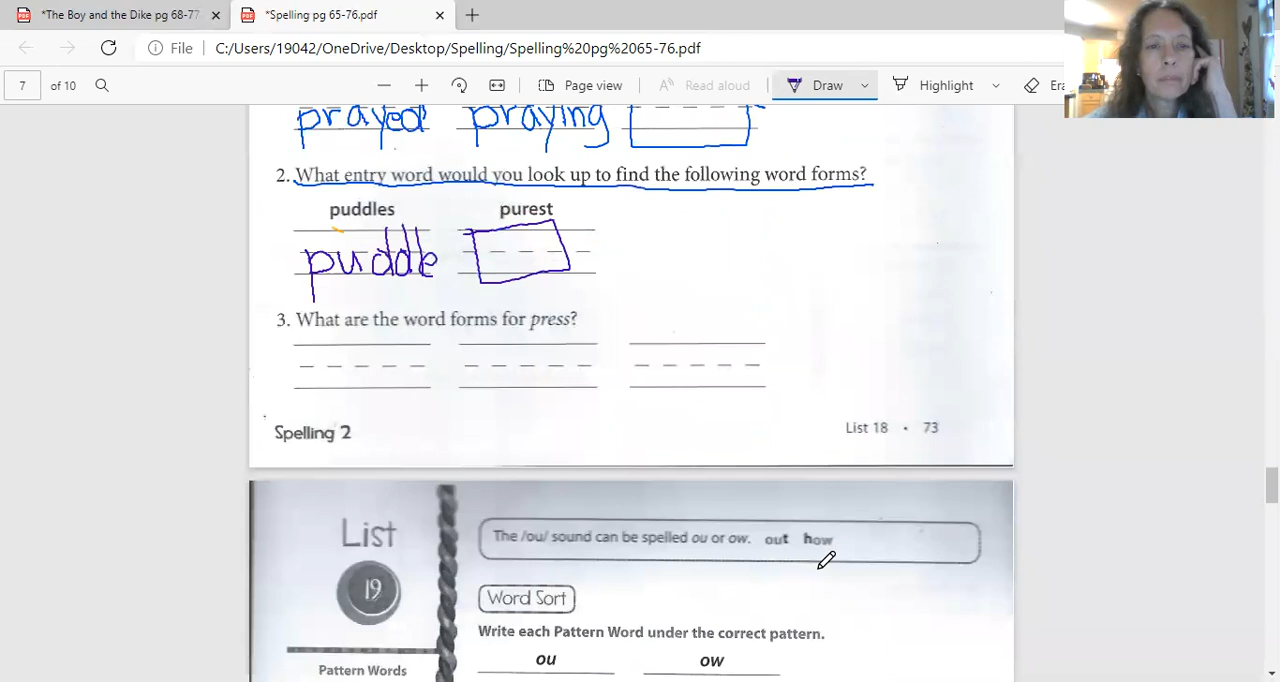 *The Boy and the Dike pg 68-77.
*Spelling pg 65-76.pdf
File
C:/Users/19042/OneDrive/Desktop/Spelling/Spelling%20pg%2065-76.pdf
7 of 10
Page view
Read aloud
Draw
Highlight
prayed praying
2. What entry word would you look up to find the following word forms?
puddles purest
puddle
3. What are the word forms for press?
Spelling 2
List 18 • 73
List
19
Pattern Words
The /ou/ sound can be spelled ou or ow. out how
Word Sort
Write each Pattern Word under the correct pattern.
ou ow